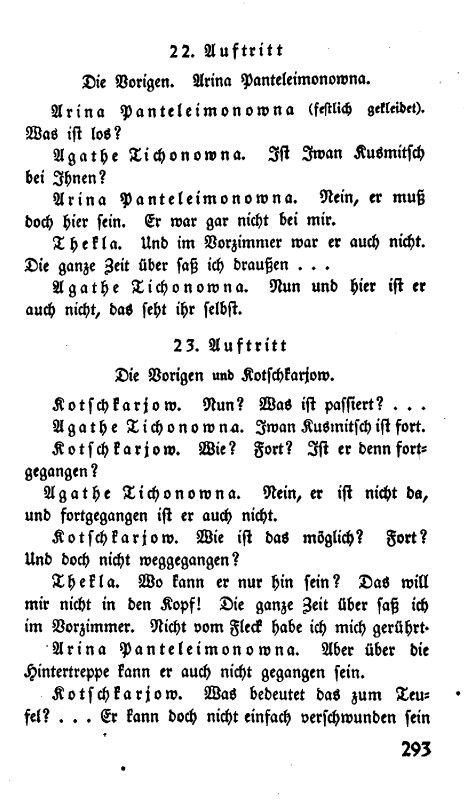 22. Auftritt
Die Vorigen. Arina Panteleimonowna.
Arina Panteleimonowna (festlich gekleidet).
Was ist los?
Agathe Tichonowna. Ist Iwan Kusmitsch
bei Ihnen?
Arina Panteleimonowna. Nein, er muß
doch hier sein. Er war gar nicht bei mir.
Thekla. Und im Vorzimmer war er auch nicht.
Die ganze Zeit über saß ich draußen . . .
Agathe Tichonowna. Nun und hier ist er
auch nicht, das seht ihr selbst.
23. Auftritt
Die Vorigen und Kotschkarjow.
Kotschkarjow. Nun? Was ist passiert? . . .
Agathe Tichonowna. Iwan Kusmitsch ist fort.
Kotschkarjow. Wie? Fort? Ist er denn fort-
gegangen?
Agathe Tichonowna. Nein, er ist nicht da,
und fortgegangen ist er auch nicht.
Kotschkarjow. Wie ist das möglich? Fort?
Und doch nicht weggegangen?
Thekla. Wo kann er nur hin sein? Das will
mir nicht in den Kopf! Die ganze Zeit über saß ich
im Vorzimmer. Nicht vom Fleck habe ich mich gerührt.
Arina Panteleimonowna. Aber über die
Hintertreppe kann er auch nicht gegangen sein.
Kotschkarjow. Was bedeutet das zum Teu-
fel? . . . Er kann doch nicht einfach verschwunden sein
293